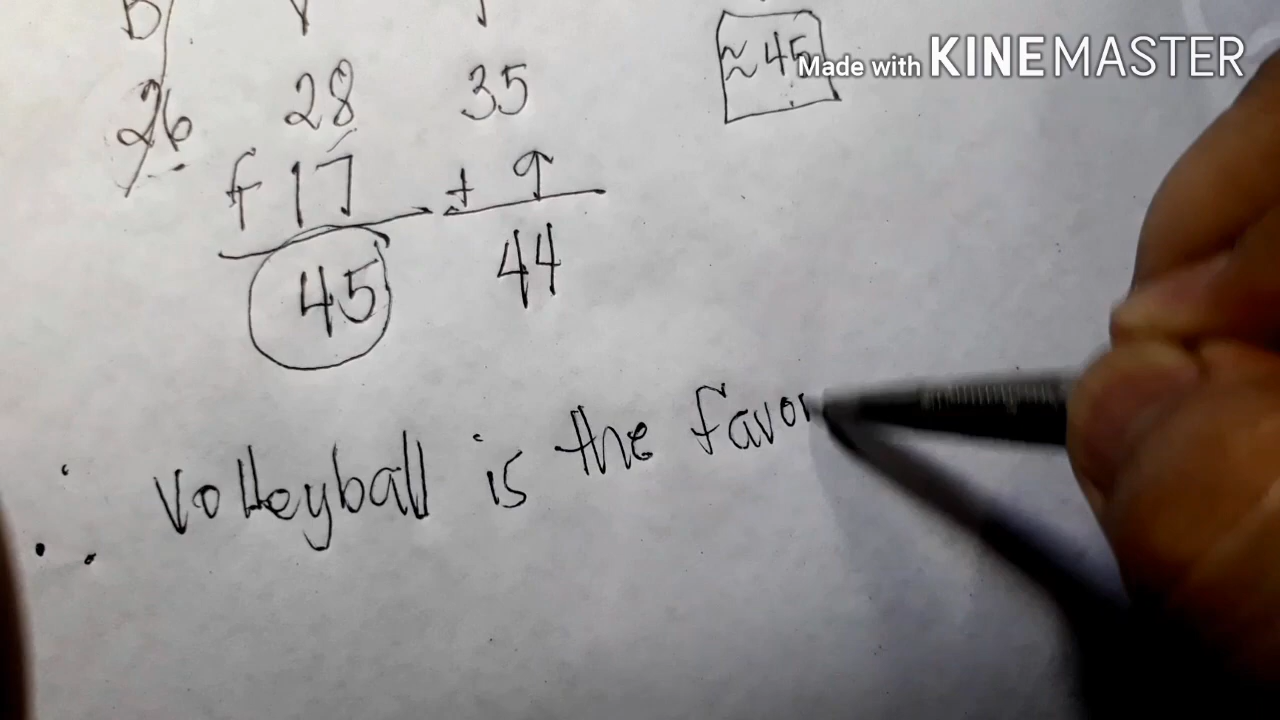 B
26 28 35
+ 17 + 9
45 44
≈ 45
Made with KINEMASTER
∴ Volleyball is the favor